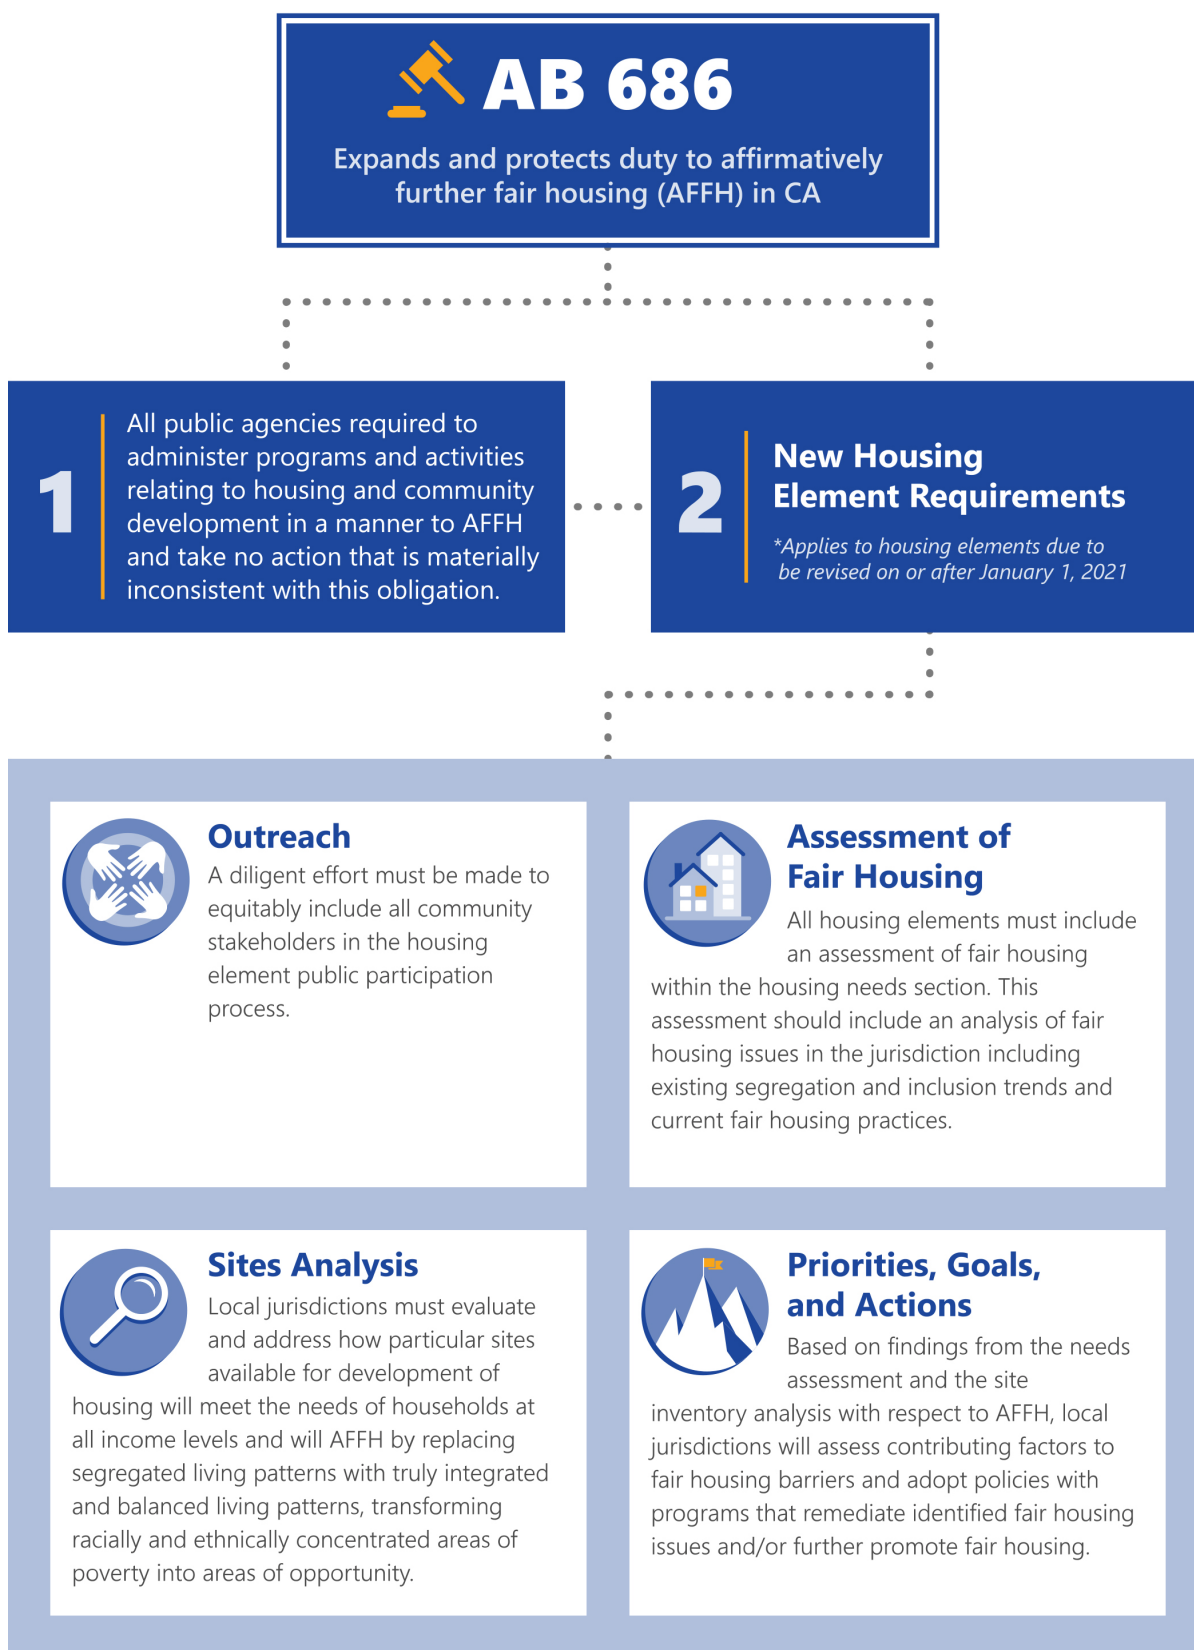 AB 686
Expands and protects duty to affirmatively
further fair housing (AFFH) in CA
1
All public agencies required to
administer programs and activities
relating to housing and community
development in a manner to AFFH
and take no action that is materially
inconsistent with this obligation.
2
New Housing
Element Requirements
*Applies to housing elements due to
be revised on or after January 1, 2021
Outreach
A diligent effort must be made to
equitably include all community
stakeholders in the housing
element public participation
process.
Assessment of
Fair Housing
All housing elements must include
an assessment of fair housing
within the housing needs section. This
assessment should include an analysis of fair
housing issues in the jurisdiction including
existing segregation and inclusion trends and
current fair housing practices.
Sites Analysis
Local jurisdictions must evaluate
and address how particular sites
available for development of
housing will meet the needs of households at
all income levels and will AFFH by replacing
segregated living patterns with truly integrated
and balanced living patterns, transforming
racially and ethnically concentrated areas of
poverty into areas of opportunity.
Priorities, Goals,
and Actions
Based on findings from the needs
assessment and the site
inventory analysis with respect to AFFH, local
jurisdictions will assess contributing factors to
fair housing barriers and adopt policies with
programs that remediate identified fair housing
issues and/or further promote fair housing.